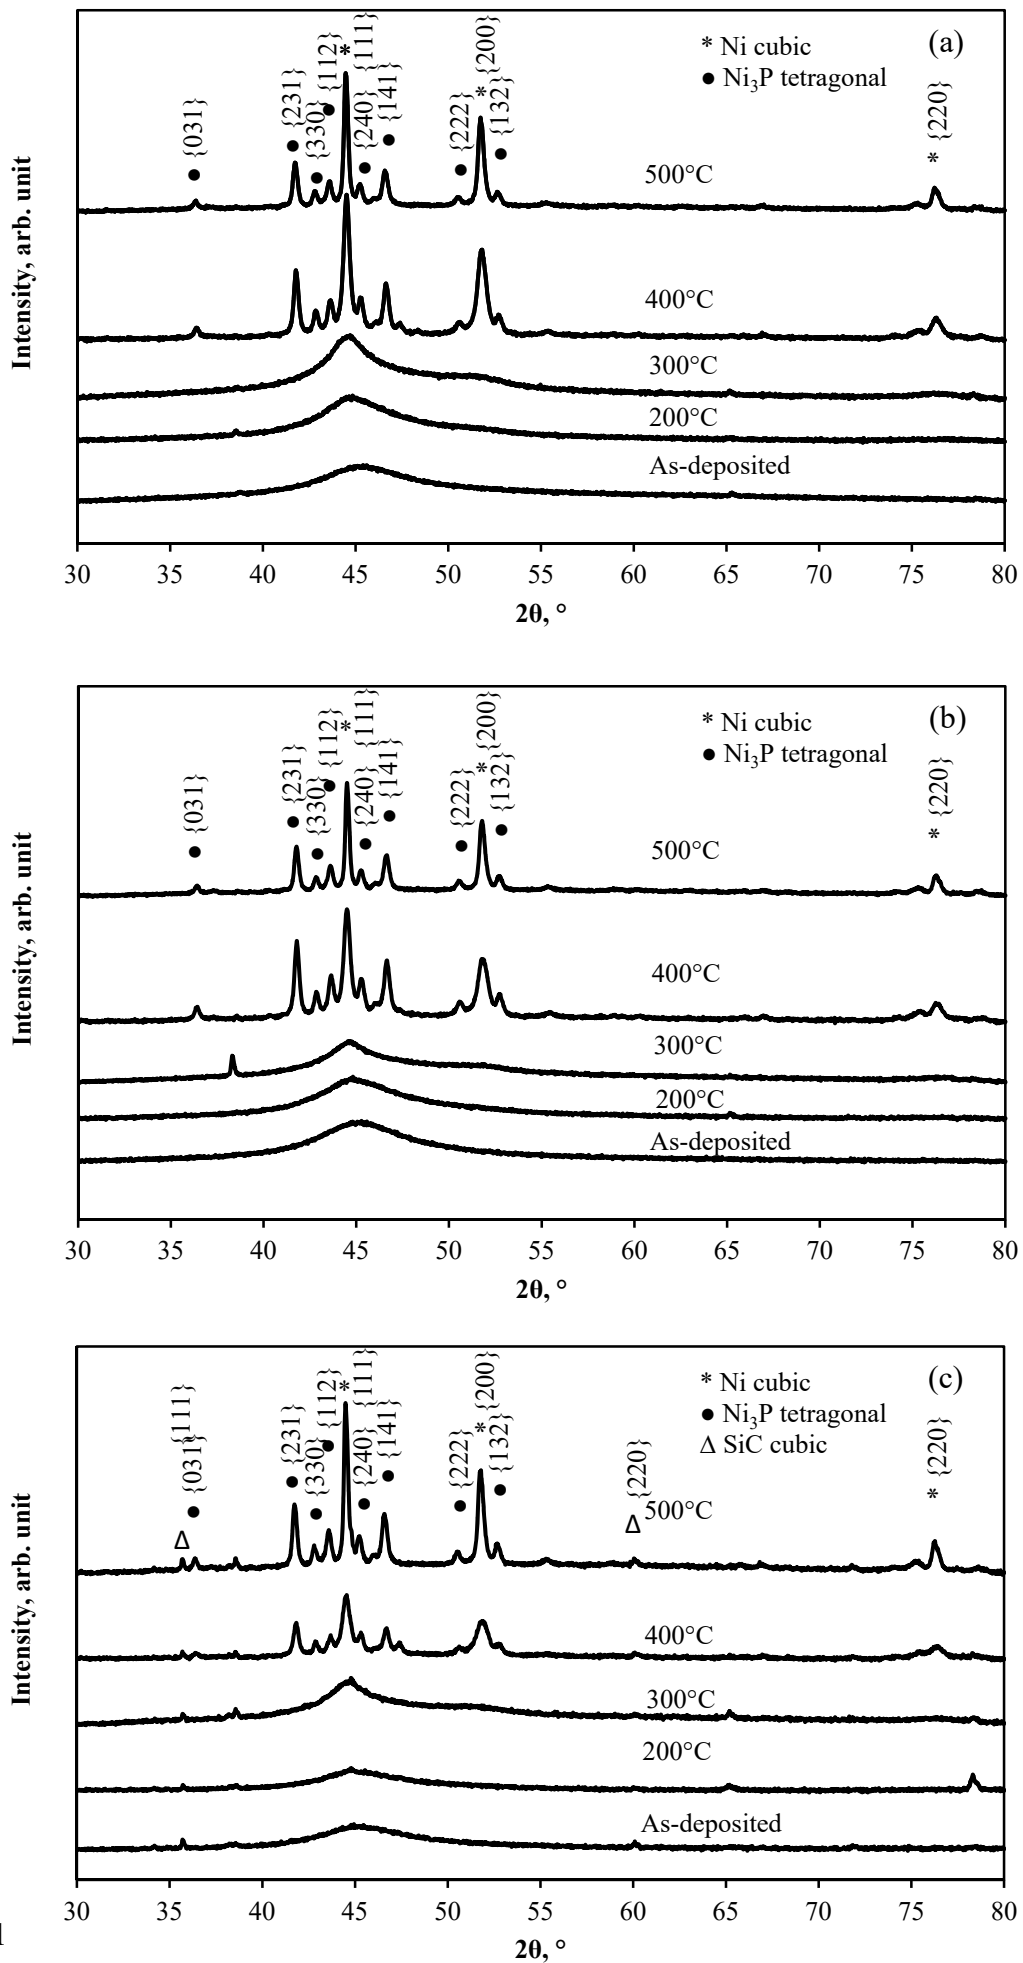 (a)
* Ni cubic
● Ni₃P tetragonal
{031}
{231}
{330}
{112}
*
{111}
{240}
{141}
{222}
*
{200}
{132}
*
{220}
500°C
400°C
300°C
200°C
As-deposited
Intensity, arb. unit
30 35 40 45 50 55 60 65 70 75 80
2θ, °
(b)
* Ni cubic
● Ni₃P tetragonal
{031}
{231}
{330}
{112}
*
{111}
{240}
{141}
{222}
*
{200}
{132}
*
{220}
500°C
400°C
300°C
200°C
As-deposited
Intensity, arb. unit
30 35 40 45 50 55 60 65 70 75 80
2θ, °
(c)
* Ni cubic
● Ni₃P tetragonal
Δ SiC cubic
{111}
Δ
{031}
{231}
{330}
{112}
*
{111}
{240}
{141}
{222}
*
{200}
{132}
{220}
Δ
*
{220}
500°C
400°C
300°C
200°C
As-deposited
Intensity, arb. unit
30 35 40 45 50 55 60 65 70 75 80
2θ, °